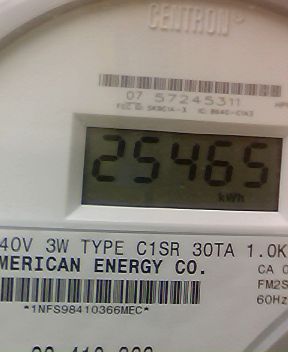 CENTRON
07 57245311
25465
kWh
40V 3W TYPE C1SR 30TA 1.0K
MERICAN ENERGY CO.
CA 0
FM2S
60Hz
*1NFS98410366MEC*